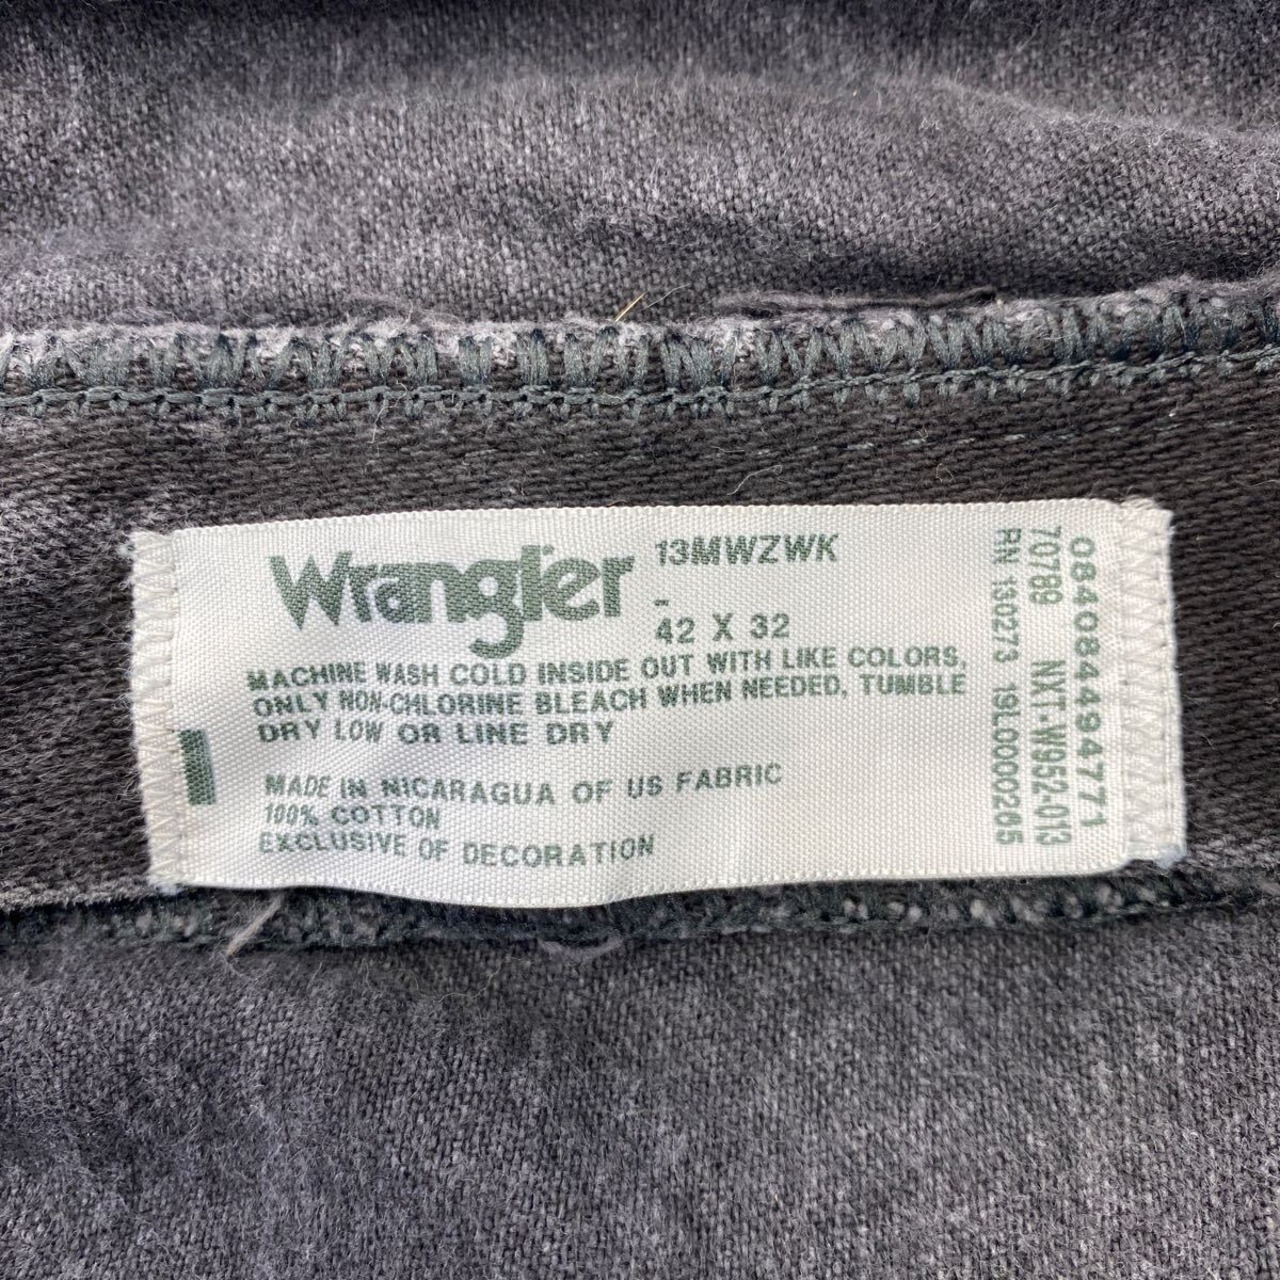 Wrangler
13MWZWK
-
42 X 32
MACHINE WASH COLD INSIDE OUT WITH LIKE COLORS.
ONLY NON-CHLORINE BLEACH WHEN NEEDED. TUMBLE
DRY LOW OR LINE DRY
MADE IN NICARAGUA OF US FABRIC
100% COTTON
EXCLUSIVE OF DECORATION
084084494771
70789 NXT-W952-013
RN 130273 19L0000265